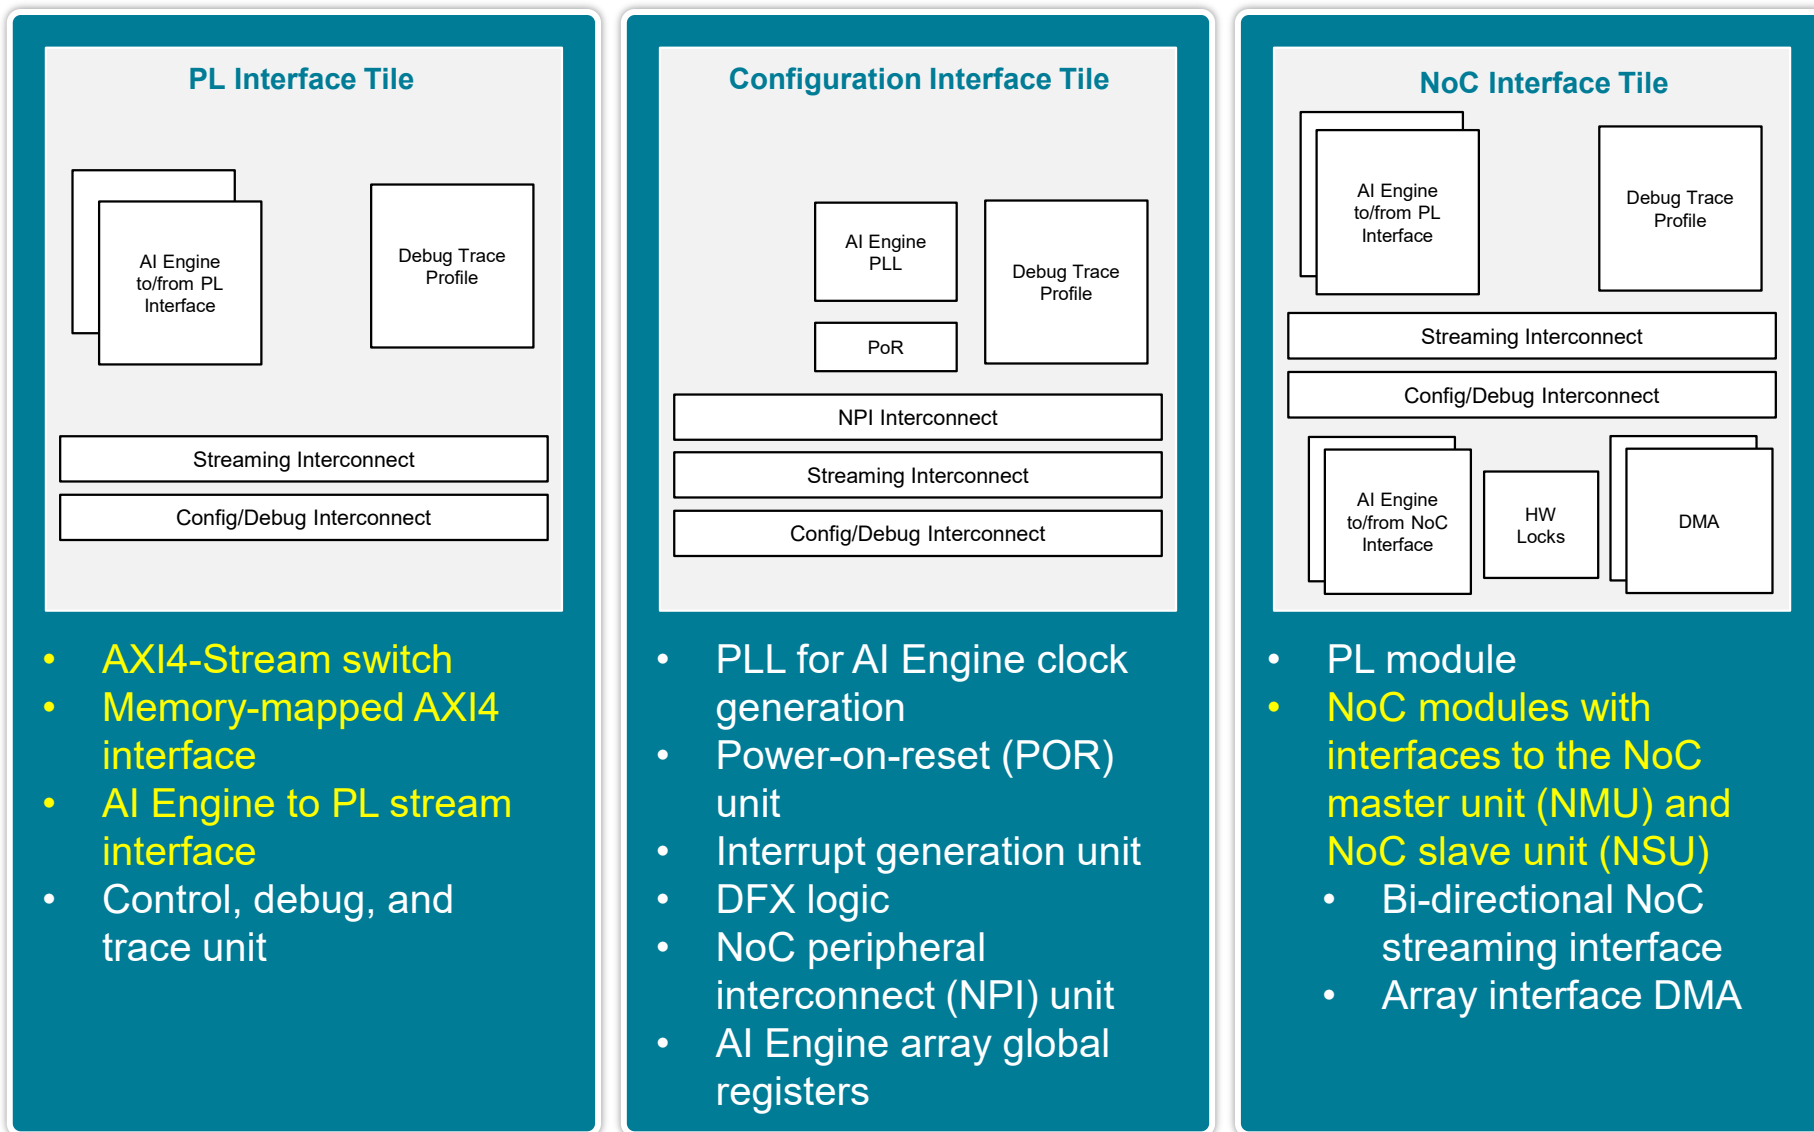 PL Interface Tile
AI Engine
to/from PL
Interface
Debug Trace
Profile
Streaming Interconnect
Config/Debug Interconnect
• AXI4-Stream switch
• Memory-mapped AXI4
interface
• AI Engine to PL stream
interface
• Control, debug, and
trace unit
Configuration Interface Tile
AI Engine
PLL
PoR
Debug Trace
Profile
NPI Interconnect
Streaming Interconnect
Config/Debug Interconnect
• PLL for AI Engine clock
generation
• Power-on-reset (POR)
unit
• Interrupt generation unit
• DFX logic
• NoC peripheral
interconnect (NPI) unit
• AI Engine array global
registers
NoC Interface Tile
AI Engine
to/from PL
Interface
Debug Trace
Profile
Streaming Interconnect
Config/Debug Interconnect
AI Engine
to/from NoC
Interface
HW
Locks
DMA
• PL module
• NoC modules with
interfaces to the NoC
master unit (NMU) and
NoC slave unit (NSU)
• Bi-directional NoC
streaming interface
• Array interface DMA